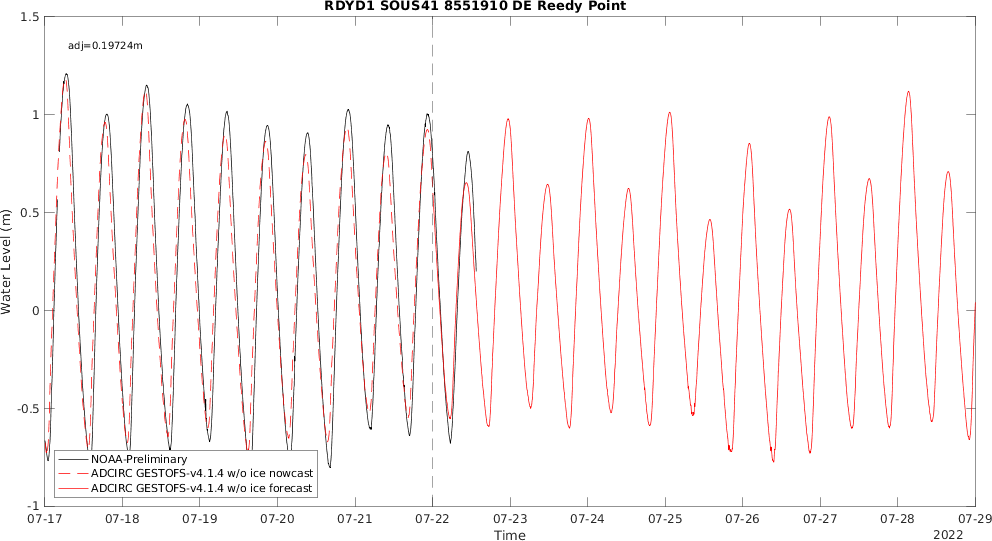 RDYD1 SOUS41 8551910 DE Reedy Point
adj=0.19724m
1.5
1
0.5
0
-0.5
-1
Water Level (m)
NOAA-Preliminary
ADCIRC GESTOFS-v4.1.4 w/o ice nowcast
ADCIRC GESTOFS-v4.1.4 w/o ice forecast
07-17 07-18 07-19 07-20 07-21 07-22 07-23 07-24 07-25 07-26 07-27 07-28 07-29
Time
2022